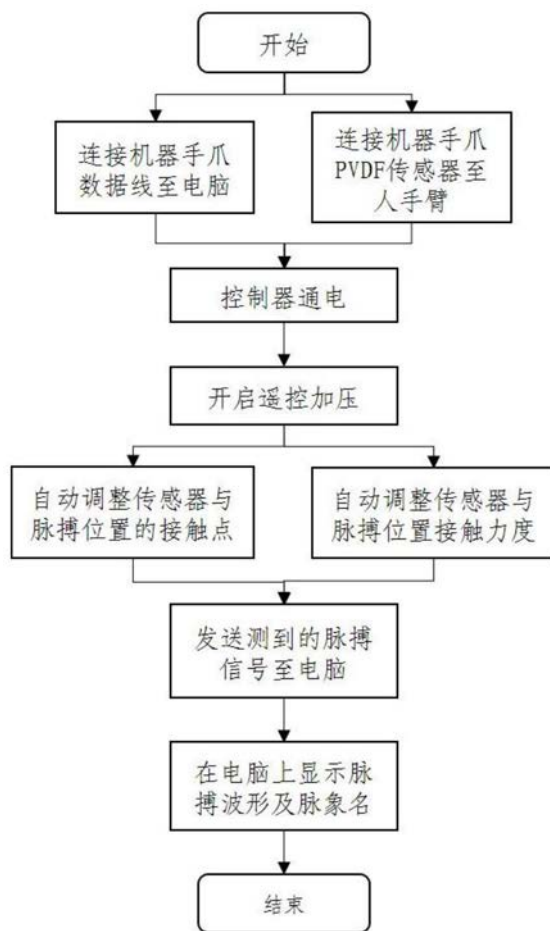 开始
连接机器手爪
数据线至电脑
连接机器手爪
PVDF传感器至
人手臂
控制器通电
开启遥控加压
自动调整传感器与
脉搏位置的接触点
自动调整传感器与
脉搏位置接触力度
发送测到的脉搏
信号至电脑
在电脑上显示脉
搏波形及脉象名
结束